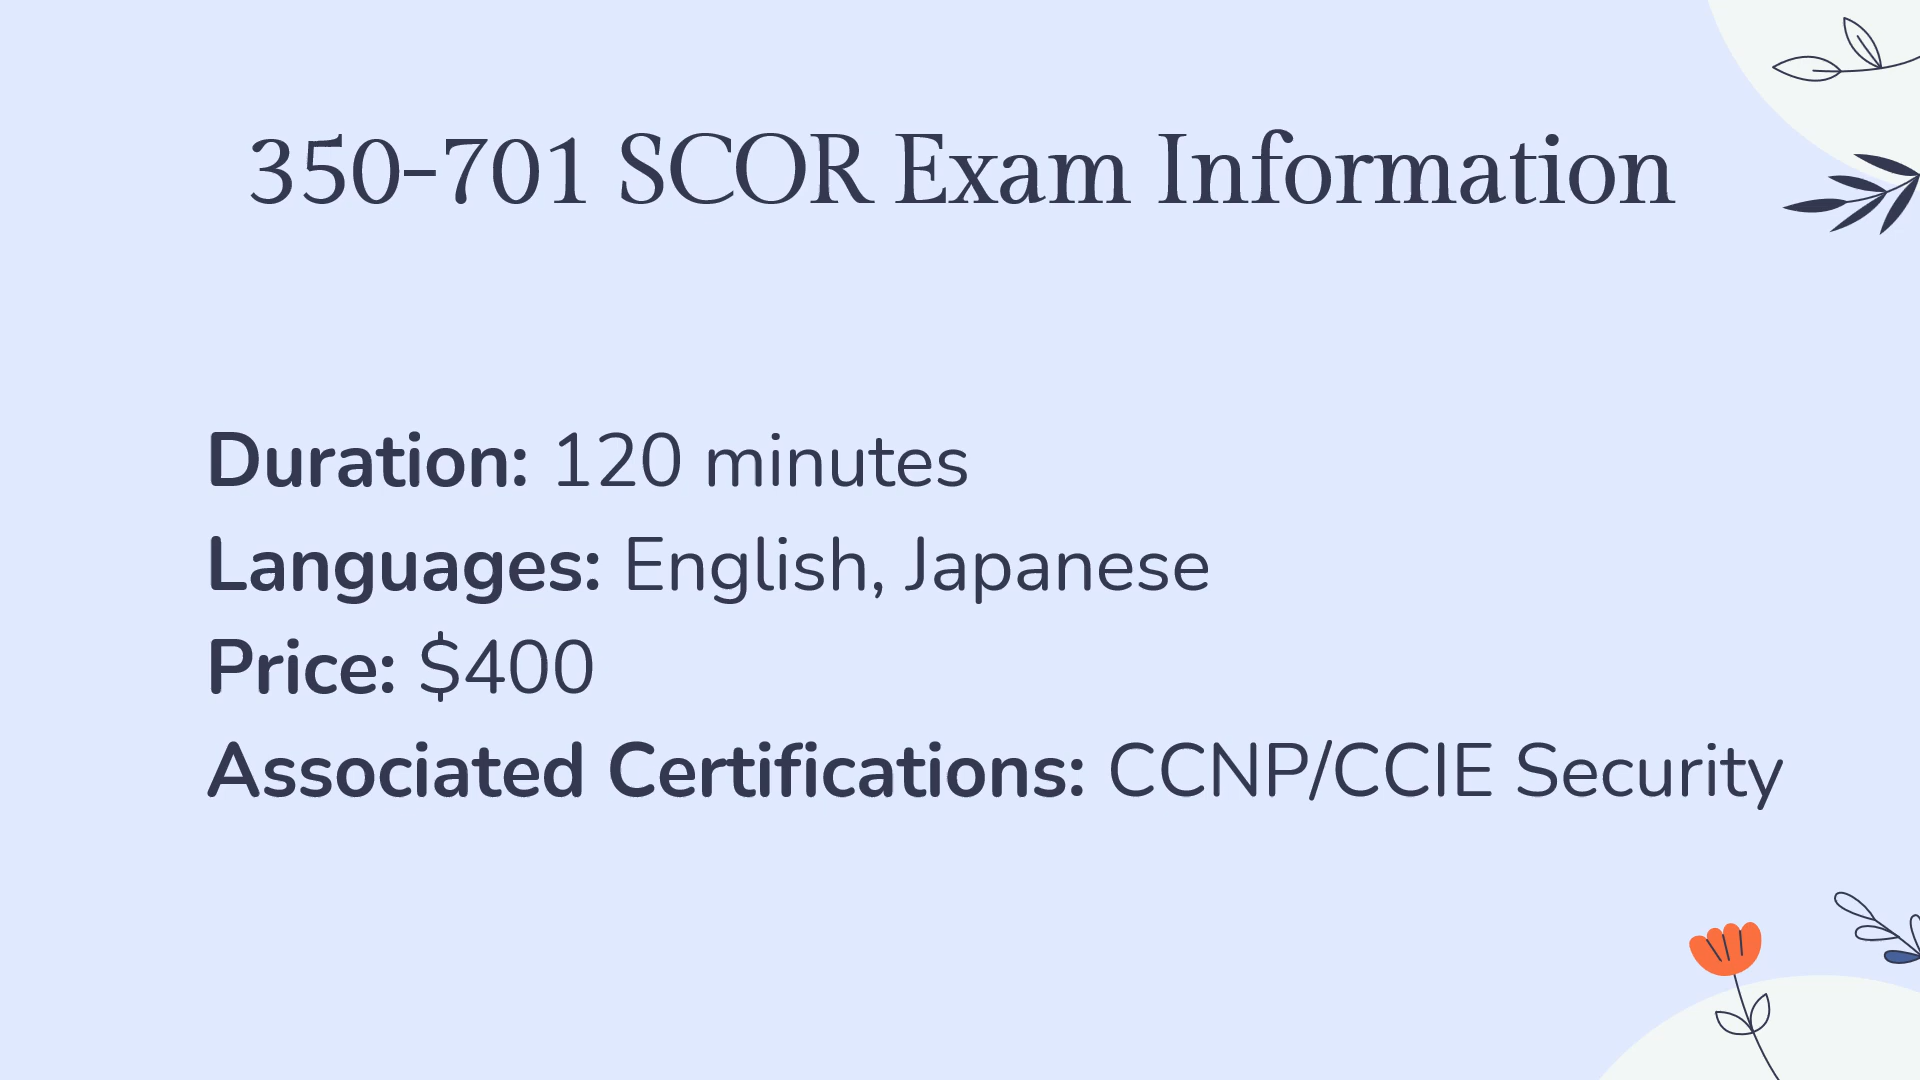 350-701 SCOR Exam Information
Duration: 120 minutes
Languages: English, Japanese
Price: $400
Associated Certifications: CCNP/CCIE Security